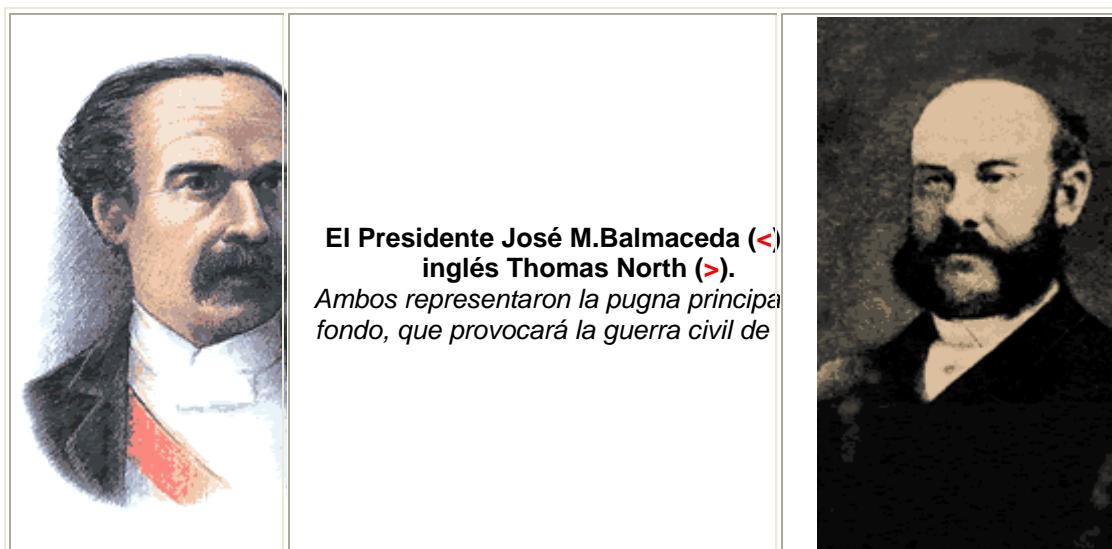 El Presidente José M.Balmaceda (<)
inglés Thomas North (>).
Ambos representaron la pugna
fondo, que provocará la guerra civil de